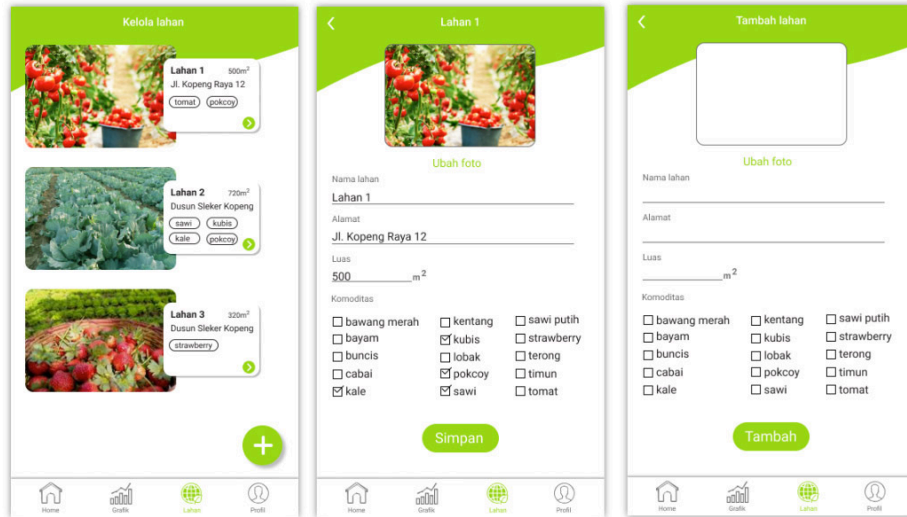 Kelola lahan
Lahan 1 500m²
Jl. Kopeng Raya 12
tomat pokcoy
Lahan 2 720m²
Dusun Sleker Kopeng
sawi kubis
kale pokcoy
Lahan 3 320m²
Dusun Sleker Kopeng
strawberry
Home Grafik Lahan Profil
Lahan 1
Ubah foto
Nama lahan
Lahan 1
Alamat
Jl. Kopeng Raya 12
Luas
500 m²
Komoditas
bawang merah kentang sawi putih
bayam kubis strawberry
buncis lobak terong
cabai pokcoy timun
kale sawi tomat
Simpan
Home Grafik Lahan Profil
Tambah lahan
Ubah foto
Nama lahan
Alamat
Luas
m²
Komoditas
bawang merah kentang sawi putih
bayam kubis strawberry
buncis lobak terong
cabai pokcoy timun
kale sawi tomat
Tambah
Home Grafik Lahan Profil